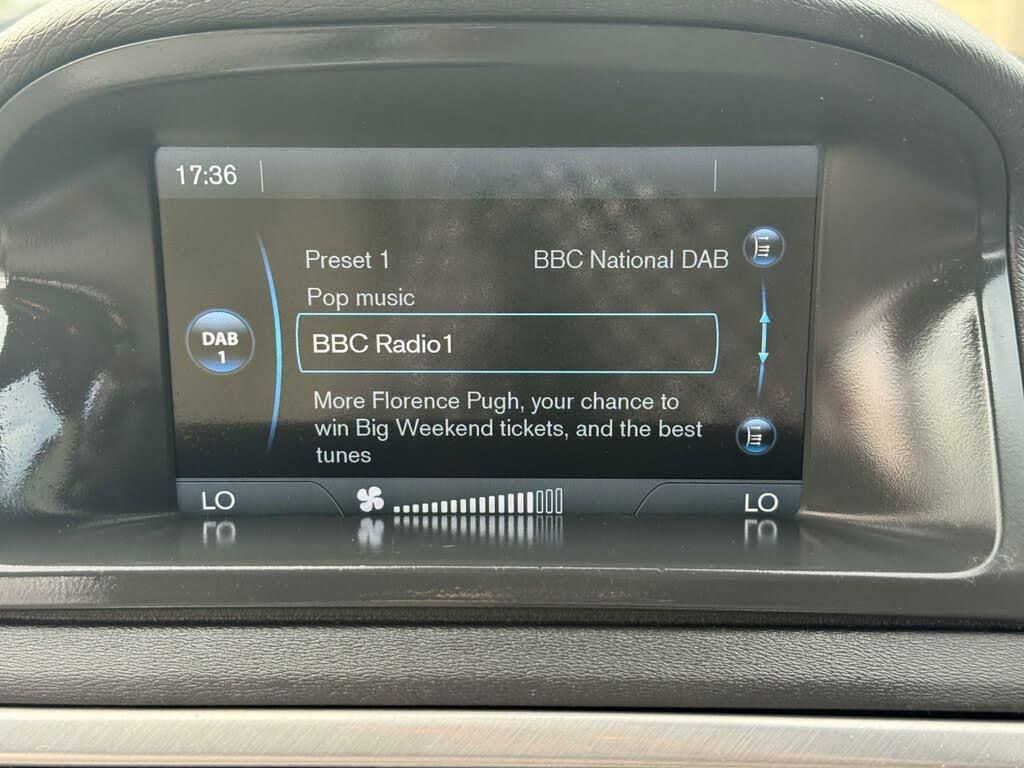 17:36
Preset 1 BBC National DAB
Pop music
DAB
1
BBC Radio1
More Florence Pugh, your chance to
win Big Weekend tickets, and the best
tunes
LO LO